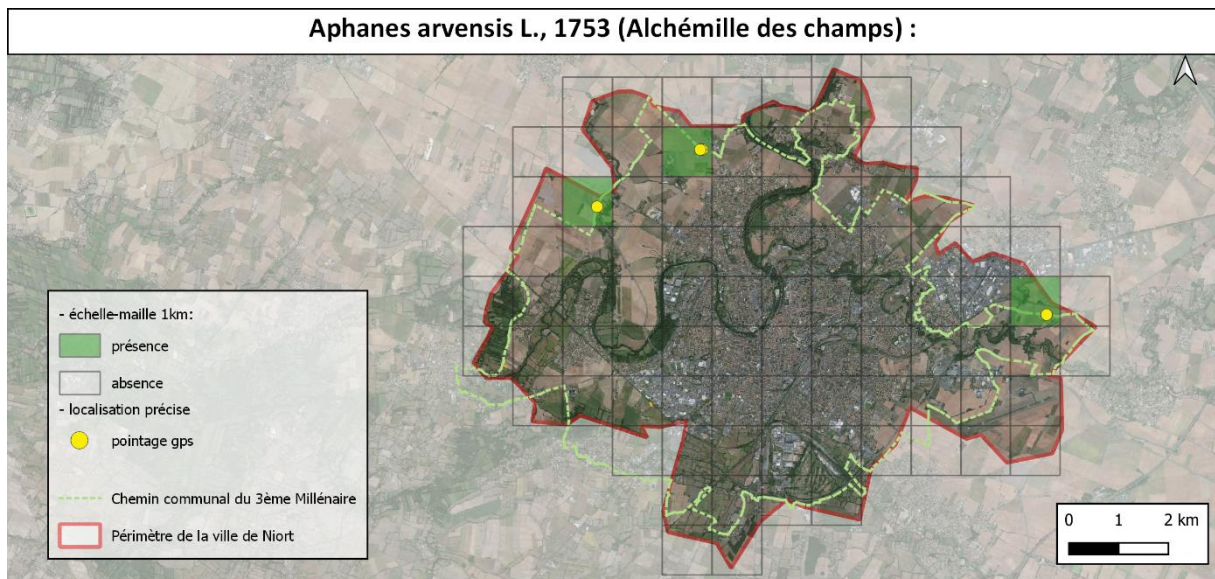 Aphanes arvensis L., 1753 (Alchémille des champs) :
- échelle-maille 1km:
présence
absence
- localisation précise
pointage gps
Chemin communal du 3ème Millénaire
Périmètre de la ville de Niort
0 1 2 km